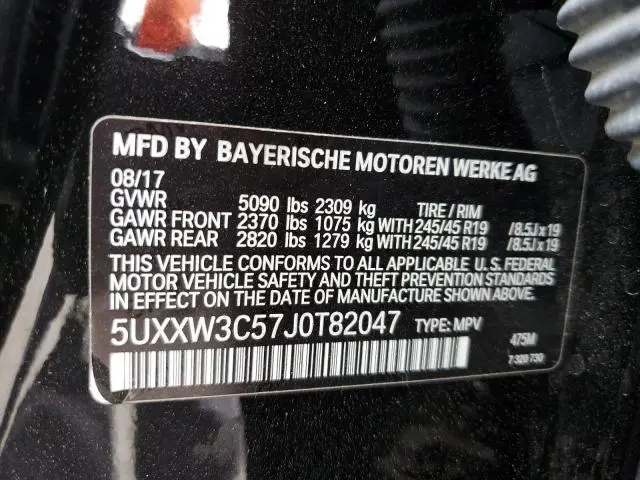 MFD BY BAYERISCHE MOTOREN WERKE AG
08/17
GVWR 5090 lbs 2309 kg TIRE / RIM
GAWR FRONT 2370 lbs 1075 kg WITH 245/45 R19 /8.5J x 19
GAWR REAR 2820 lbs 1279 kg WITH 245/45 R19 /8.5J x 19
THIS VEHICLE CONFORMS TO ALL APPLICABLE U.S. FEDERAL
MOTOR VEHICLE SAFETY AND THEFT PREVENTION STANDARDS
IN EFFECT ON THE DATE OF MANUFACTURE SHOWN ABOVE.
5UXXW3C57J0T82047 TYPE: MPV 475M
7 320 730